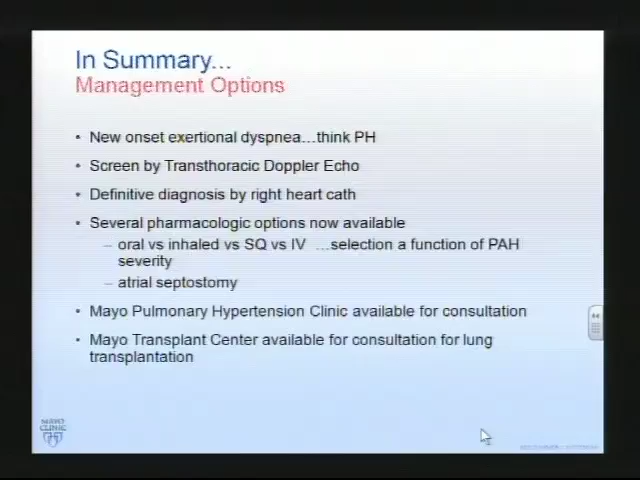 In Summary...
Management Options
• New onset exertional dyspnea...think PH
• Screen by Transthoracic Doppler Echo
• Definitive diagnosis by right heart cath
• Several pharmacologic options now available
– oral vs inhaled vs SQ vs IV ...selection a function of PAH
severity
– atrial septostomy
• Mayo Pulmonary Hypertension Clinic available for consultation
• Mayo Transplant Center available for consultation for lung
transplantation
MAYO
CLINIC